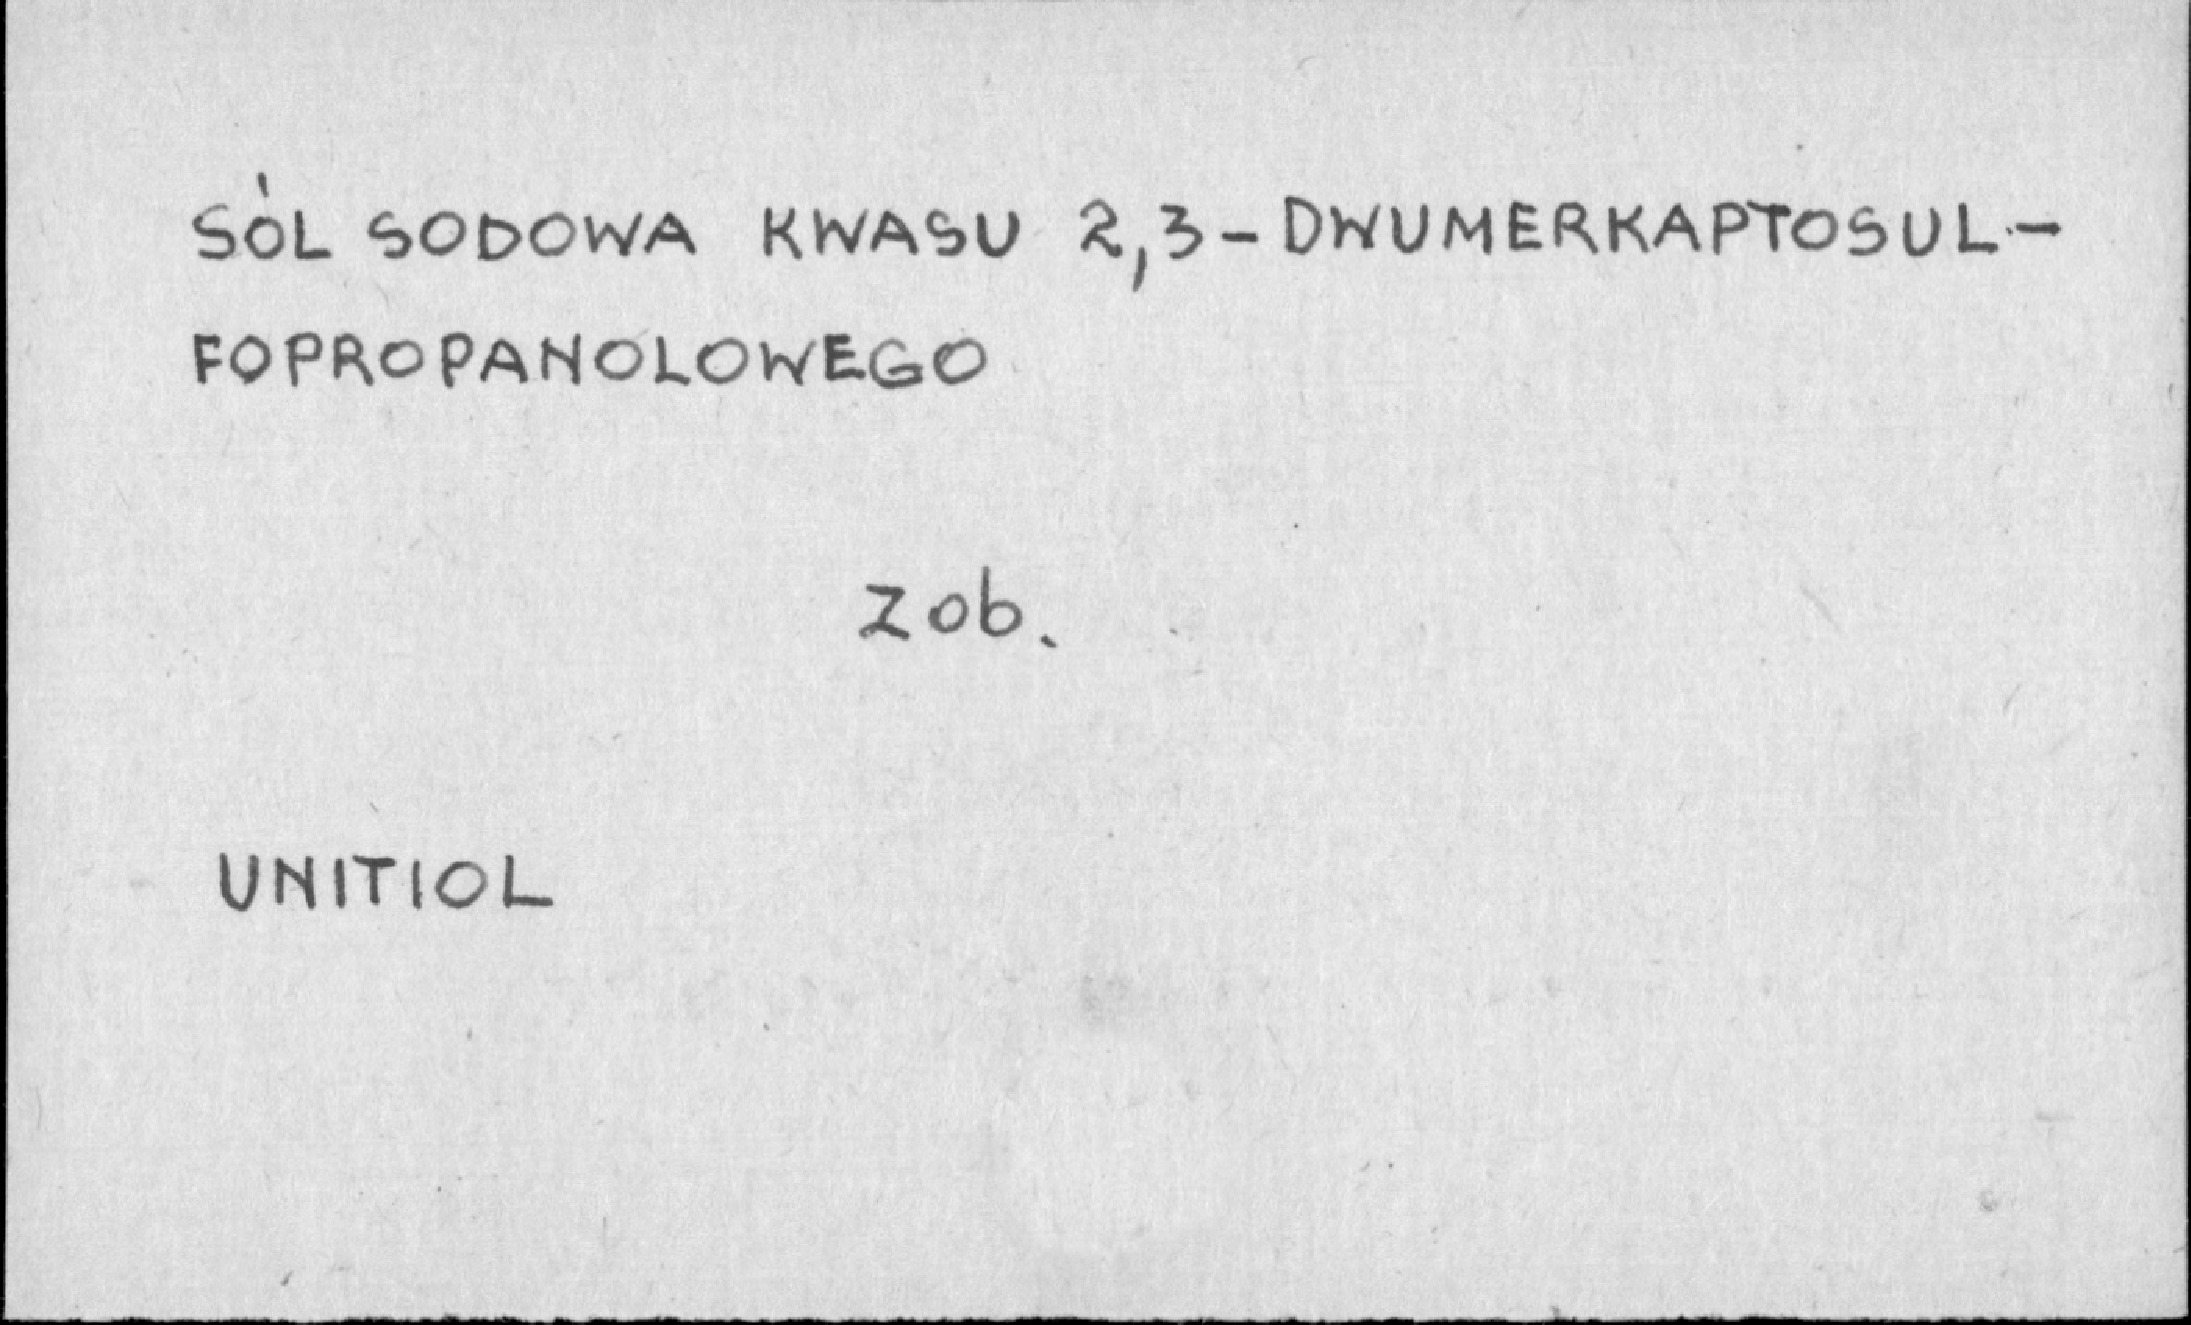 SÓL SODOWA KWASU 2,3-DWUMERKAPTOSUL-
FOPROPANOLOWEGO
zob.
UNITIOL